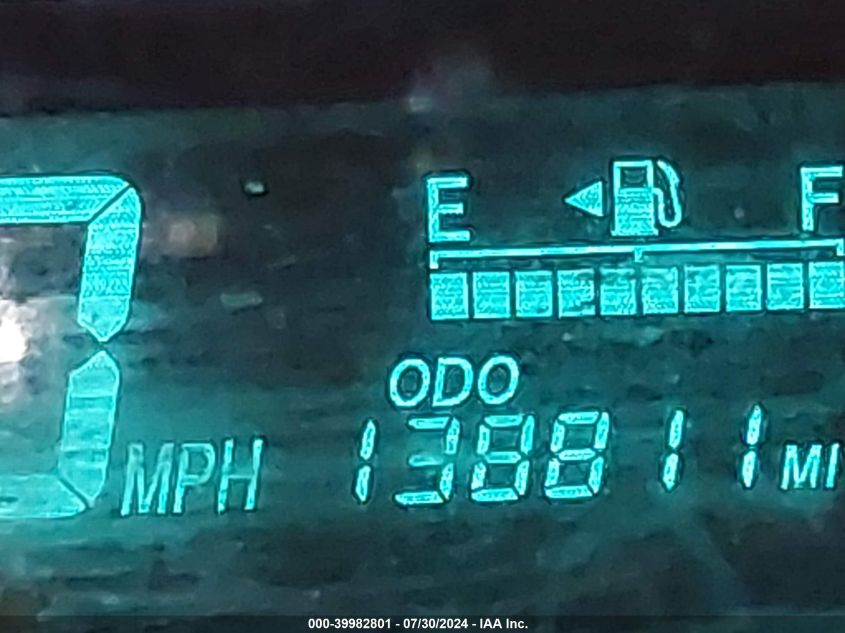 E F
ODO
138811 MI
MPH
000-39982801 - 07/30/2024 - IAA Inc.